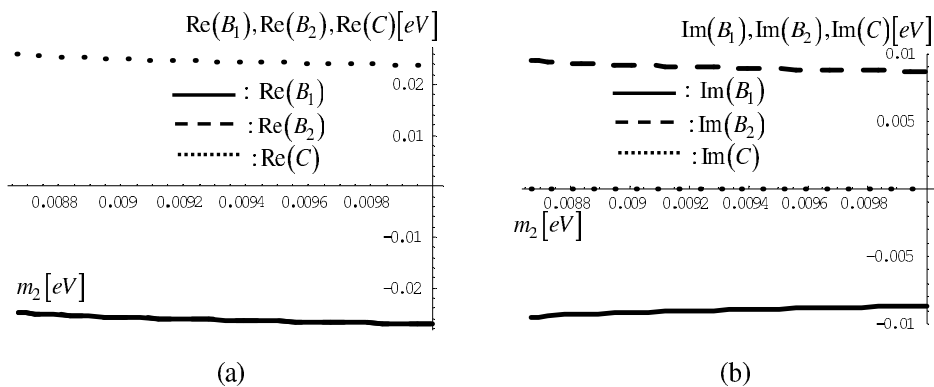 Re(B₁),Re(B₂),Re(C)[eV]
0.02
: Re(B₁)
: Re(B₂)
: Re(C)
0.01
0.0088 0.009 0.0092 0.0094 0.0096 0.0098
-0.01
m₂[eV]
-0.02
(a)
Im(B₁),Im(B₂),Im(C)[eV]
0.01
: Im(B₁)
0.005
: Im(B₂)
: Im(C)
0.0088 0.009 0.0092 0.0094 0.0096 0.0098
m₂[eV]
-0.005
-0.01
(b)